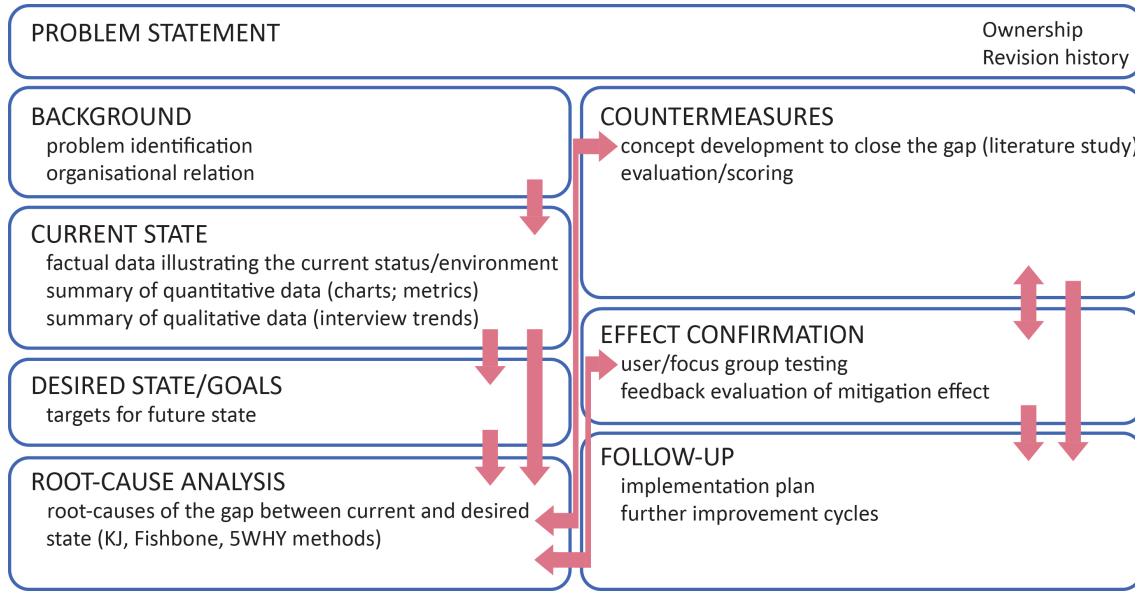 PROBLEM STATEMENT
Ownership
Revision history
BACKGROUND
problem identification
organisational relation
CURRENT STATE
factual data illustrating the current status/environment
summary of quantitative data (charts; metrics)
summary of qualitative data (interview trends)
DESIRED STATE/GOALS
targets for future state
ROOT-CAUSE ANALYSIS
root-causes of the gap between current and desired
state (KJ, Fishbone, 5WHY methods)
COUNTERMEASURES
concept development to close the gap (literature study)
evaluation/scoring
EFFECT CONFIRMATION
user/focus group testing
feedback evaluation of mitigation effect
FOLLOW-UP
implementation plan
further improvement cycles